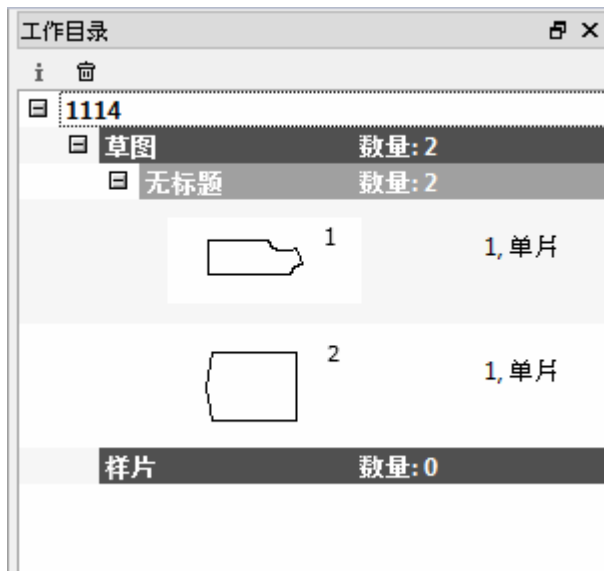 工作目录
1114
草图 数量: 2
无标题 数量: 2
1 1, 单片
2 1, 单片
样片 数量: 0